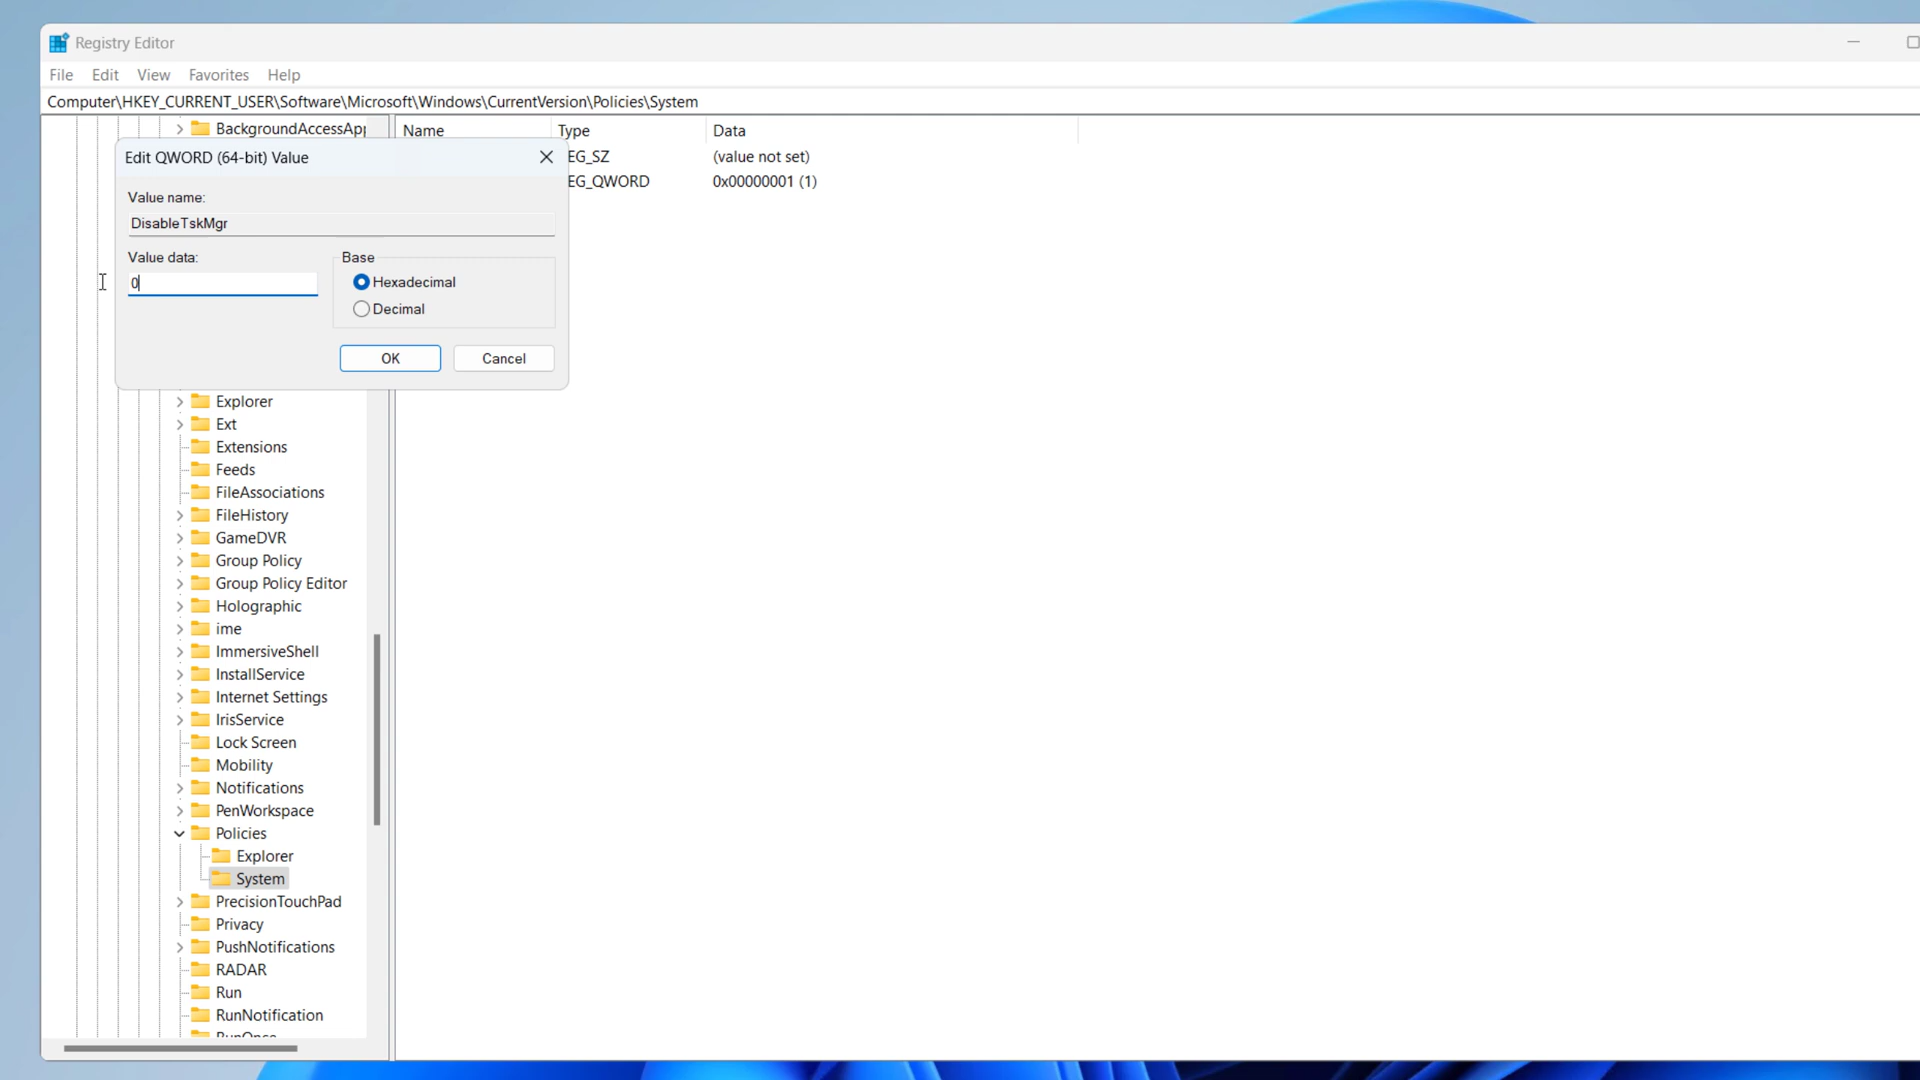 Registry Editor
File Edit View Favorites Help
Computer\HKEY_CURRENT_USER\Software\Microsoft\Windows\CurrentVersion\Policies\System
BackgroundAccessAp
Name Type Data
EG_SZ (value not set)
EG_QWORD 0x00000001 (1)
Edit QWORD (64-bit) Value
Value name:
DisableTskMgr
Value data:
0
Base
Hexadecimal
Decimal
OK Cancel
Explorer
Ext
Extensions
Feeds
FileAssociations
FileHistory
GameDVR
Group Policy
Group Policy Editor
Holographic
ime
ImmersiveShell
InstallService
Internet Settings
IrisService
Lock Screen
Mobility
Notifications
PenWorkspace
Policies
Explorer
System
PrecisionTouchPad
Privacy
PushNotifications
RADAR
Run
RunNotification
RunOnce